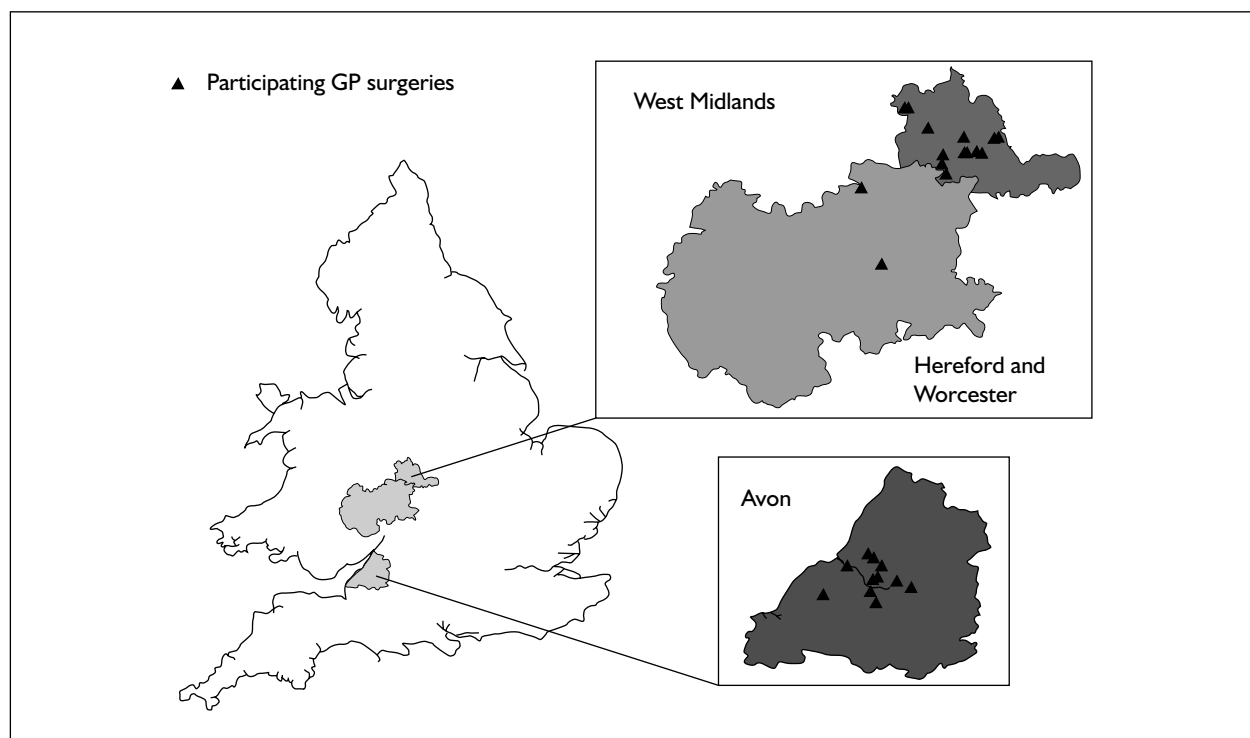 Participating GP surgeries
West Midlands
Hereford and
Worcester
Avon